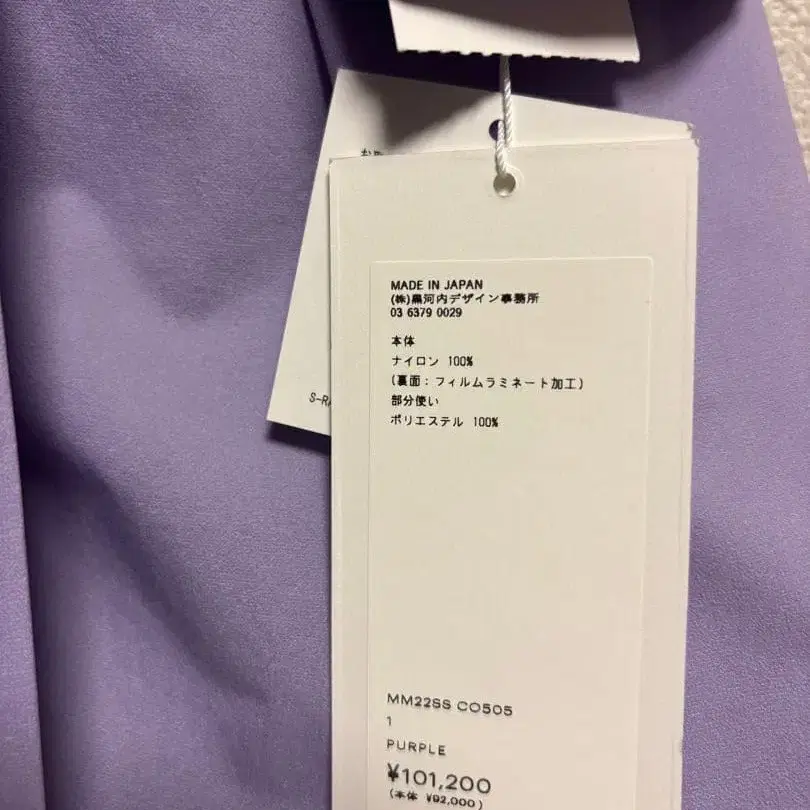 MADE IN JAPAN
(株)黒河内デザイン事務所
03 6379 0029
本体
ナイロン 100%
(裏面:フィルムラミネート加工)
部分使い
ポリエステル 100%
MM22SS CO505
1
PURPLE
¥101,200
(本体 ¥92,000)